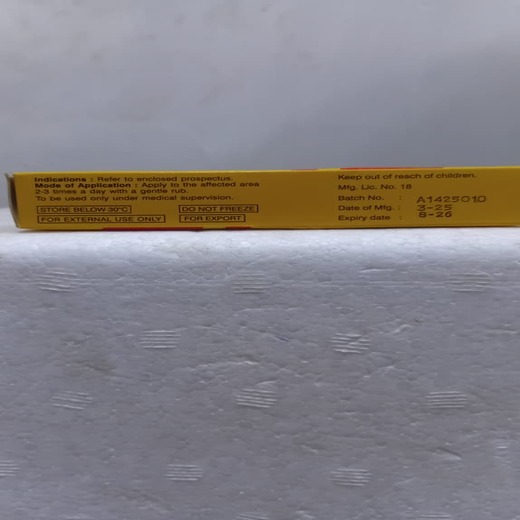 Indications : Refer to enclosed prospectus.
Mode of Application : Apply to the affected area
2-3 times a day with a gentle rub.
To be used only under medical supervision.
STORE BELOW 30°C DO NOT FREEZE
FOR EXTERNAL USE ONLY FOR EXPORT
Keep out of reach of children.
Mfg. Lic. No. 18
Batch No. : A1425010
Date of Mfg. : 3-25
Expiry date : 8-26